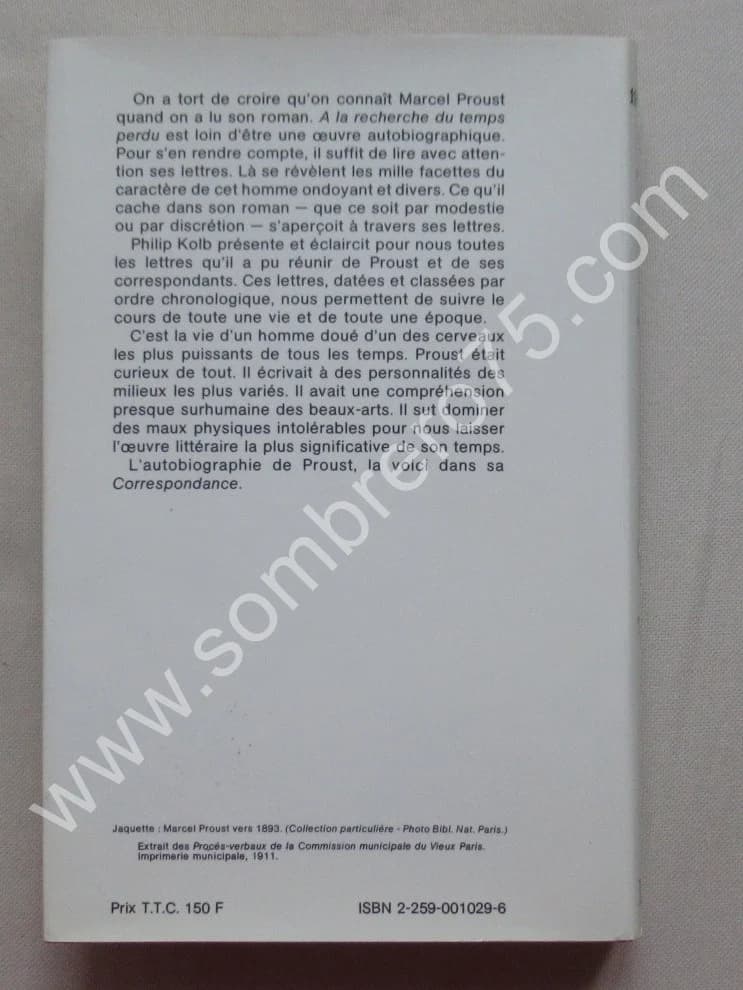 On a tort de croire qu'on connaît Marcel Proust
quand on a lu son roman. A la recherche du temps
perdu est loin d'être une œuvre autobiographique.
Pour s'en rendre compte, il suffit de lire avec atten-
tion ses lettres. Là se révèlent les mille facettes du
caractère de cet homme ondoyant et divers. Ce qu'il
cache dans son roman — que ce soit par modestie
ou par discrétion — s'aperçoit à travers ses lettres.
Philip Kolb présente et éclaircit pour nous toutes
les lettres qu'il a pu réunir de Proust et de ses
correspondants. Ces lettres, datées et classées par
ordre chronologique, nous permettent de suivre le
cours de toute une vie et de toute une époque.
C'est la vie d'un homme doué d'un des cerveaux
les plus puissants de tous les temps. Proust était
curieux de tout. Il écrivait à des personnalités des
milieux les plus variés. Il avait une compréhension
presque surhumaine des beaux-arts. Il sut dominer
des maux physiques intolérables pour nous laisser
l'œuvre littéraire la plus significative de son temps.
L'autobiographie de Proust, la voici dans sa
Correspondance.
www.sombrero75.com
Jaquette : Marcel Proust vers 1893. (Collection particulière - Photo Bibl. Nat. Paris.)
Extrait des Procès-verbaux de la Commission municipale du Vieux Paris.
Imprimerie municipale, 1911.
Prix T.T.C. 150 F
ISBN 2-259-001029-6